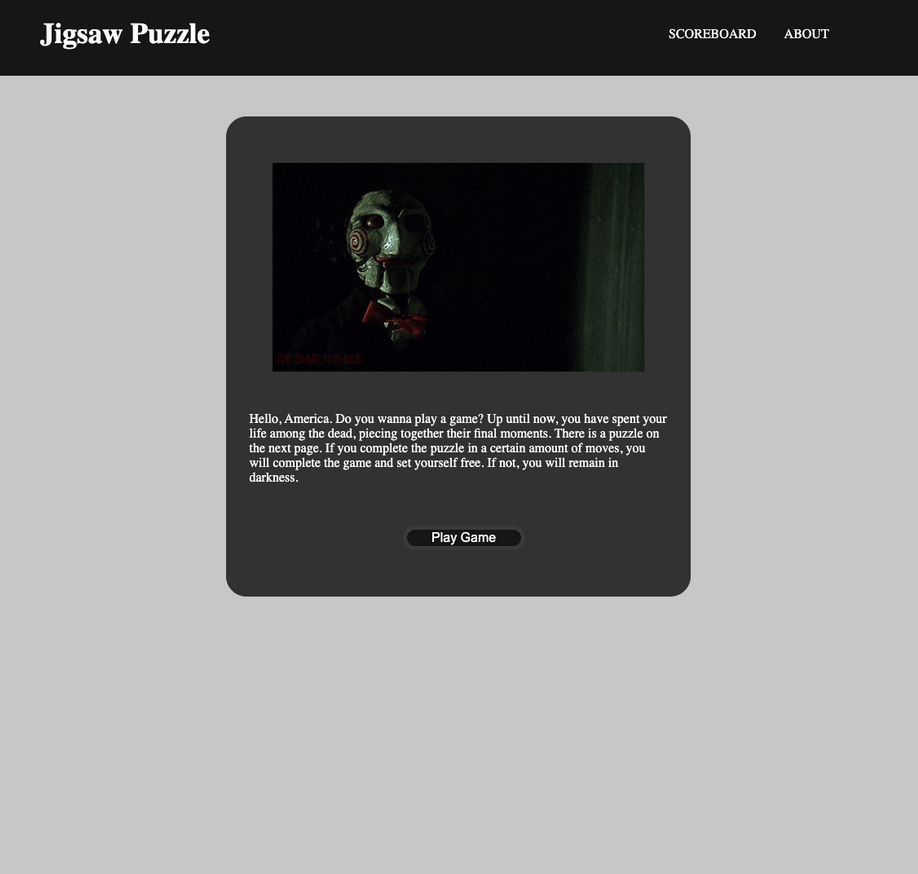 Jigsaw Puzzle
SCOREBOARD ABOUT
Hello, America. Do you wanna play a game? Up until now, you have spent your
life among the dead, piecing together their final moments. There is a puzzle on
the next page. If you complete the puzzle in a certain amount of moves, you
will complete the game and set yourself free. If not, you will remain in
darkness.
Play Game